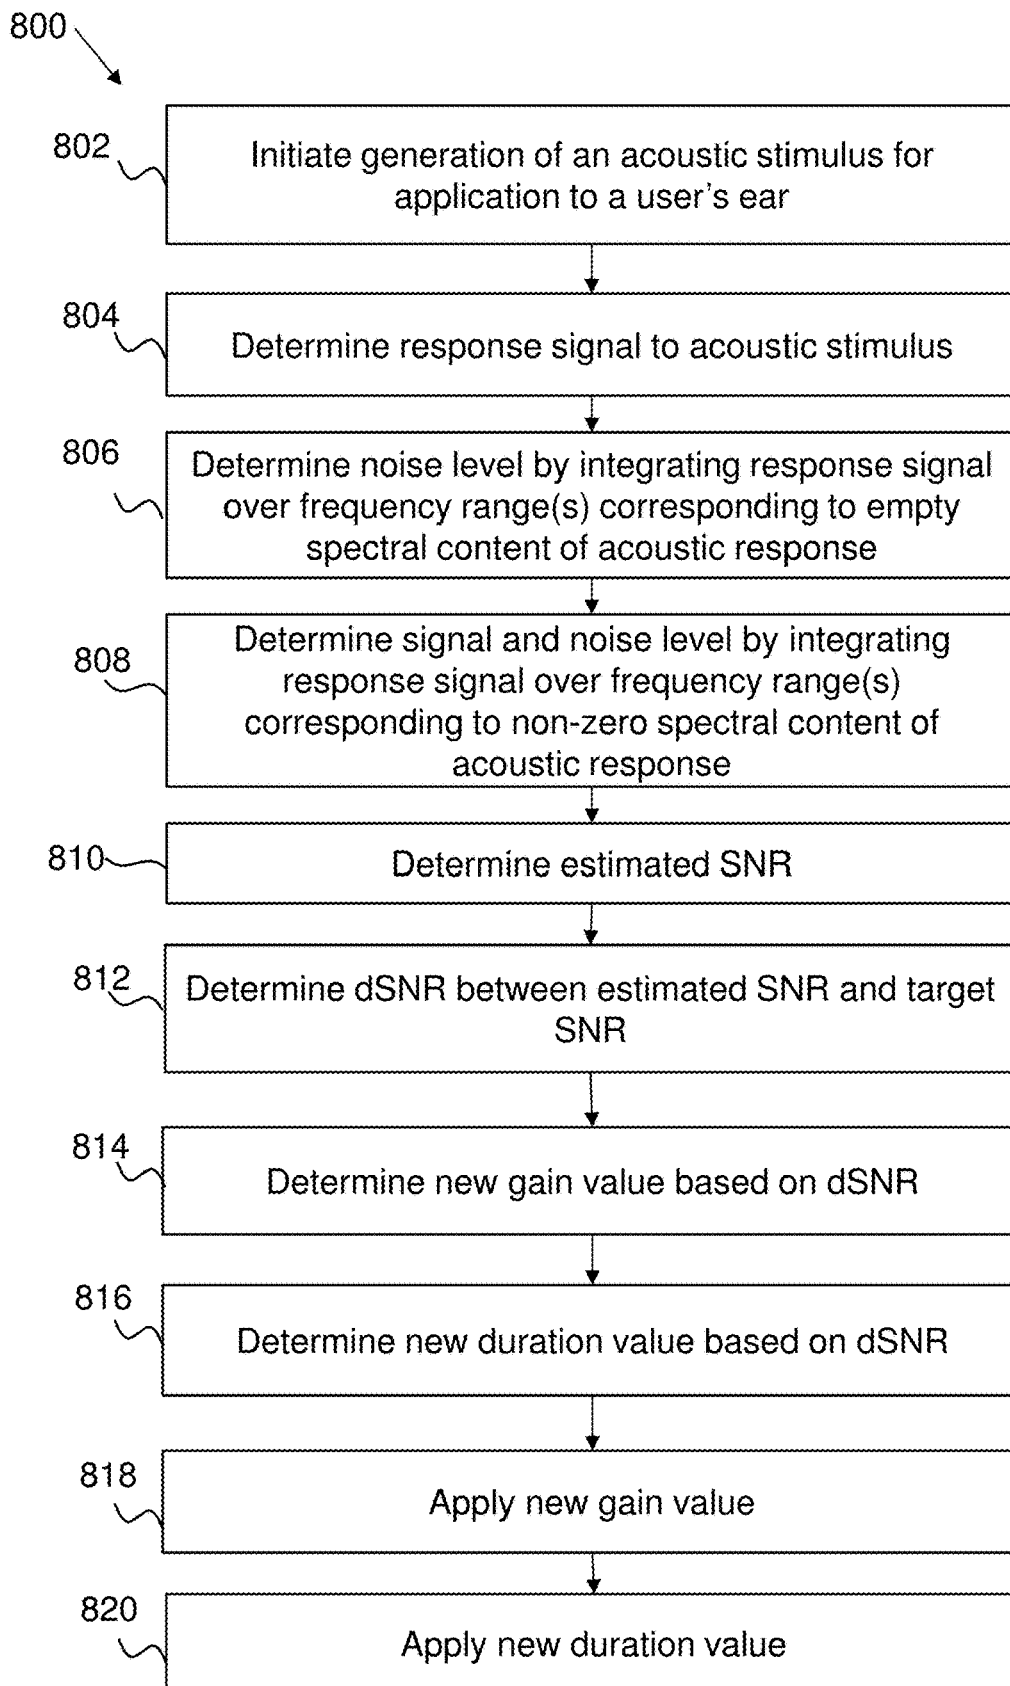 800
802
Initiate generation of an acoustic stimulus for
application to a user's ear
804
Determine response signal to acoustic stimulus
806
Determine noise level by integrating response signal
over frequency range(s) corresponding to empty
spectral content of acoustic response
808
Determine signal and noise level by integrating
response signal over frequency range(s)
corresponding to non-zero spectral content of
acoustic response
810
Determine estimated SNR
812
Determine dSNR between estimated SNR and target
SNR
814
Determine new gain value based on dSNR
816
Determine new duration value based on dSNR
818
Apply new gain value
820
Apply new duration value